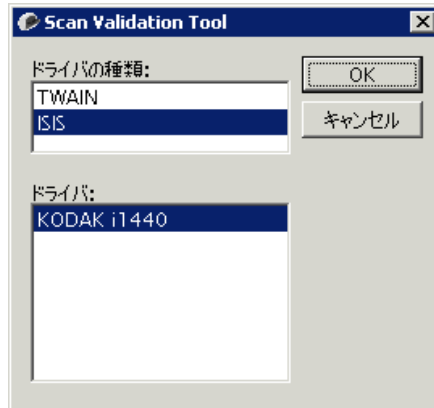 Scan Validation Tool
ドライバの種類:
OK
TWAIN
ISIS
キャンセル
ドライバ:
KODAK i1440